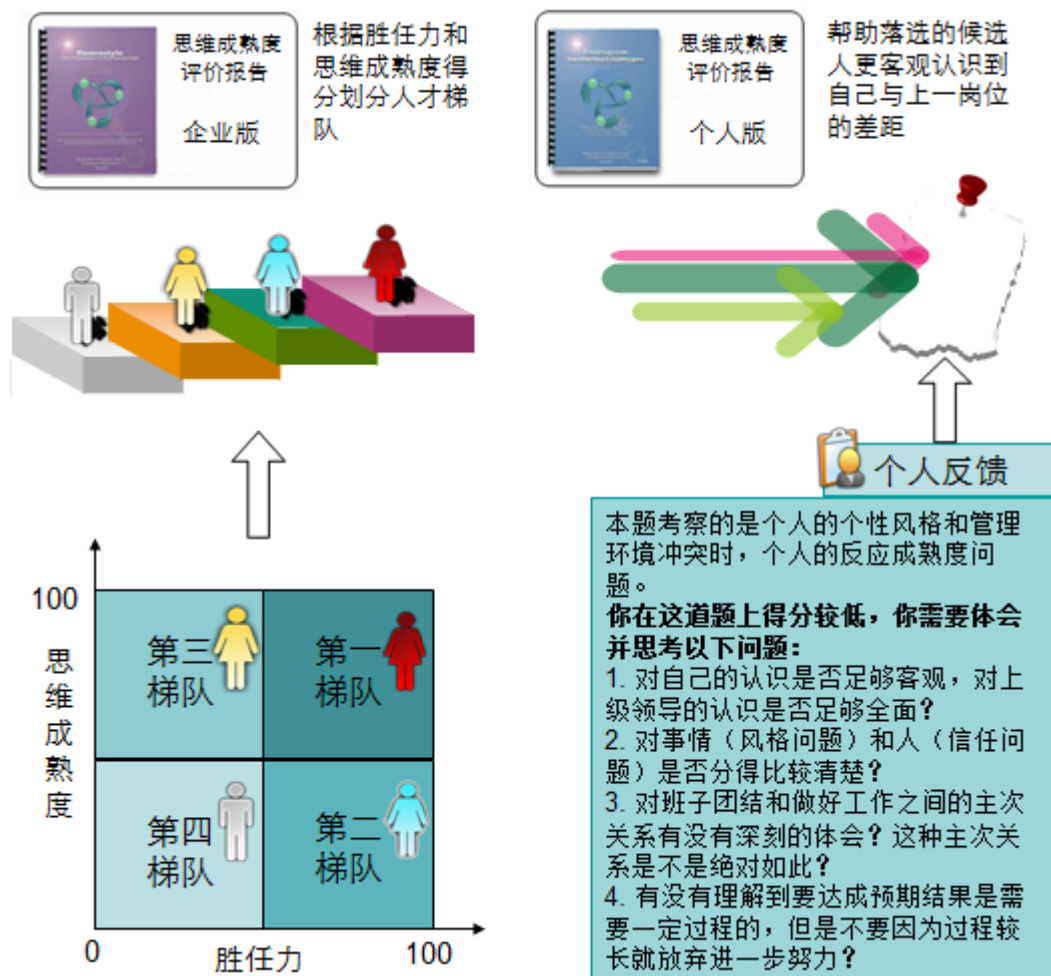 思维成熟度
评价报告
企业版
根据胜任力和
思维成熟度得
分划分人才梯
队
思维成熟度
评价报告
个人版
帮助落选的候选
人更客观认识到
自己与上一岗位
的差距
100
思维成熟度
第三
梯队
第一
梯队
第四
梯队
第二
梯队
0
胜任力
100
个人反馈
本题考察的是个人的个性风格和管理
环境冲突时，个人的反应成熟度问
题。
你在这道题上得分较低，你需要体会
并思考以下问题：
1. 对自己的认识是否足够客观，对上
级领导的认识是否足够全面？
2. 对事情（风格问题）和人（信任问
题）是否分得比较清楚？
3. 对班子团结和做好工作之间的主次
关系有没有深刻的体会？这种主次关
系是不是绝对如此？
4. 有没有理解到要达成预期结果是需
要一定过程的，但是不要因为过程较
长就放弃进一步努力？